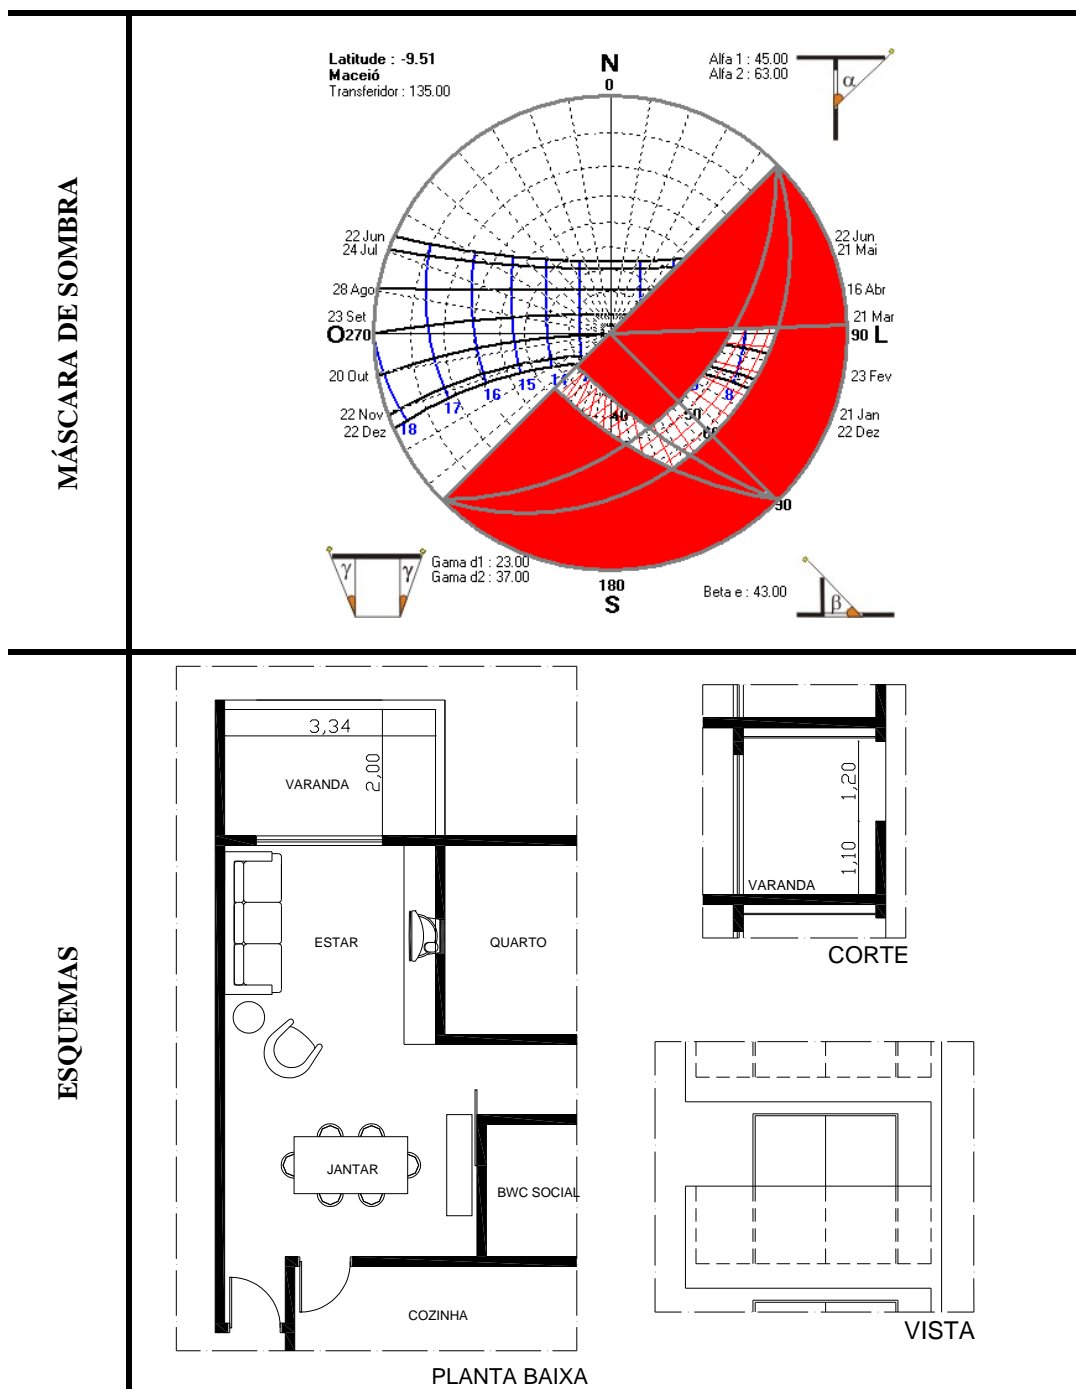 MÁSCARA DE SOMBRA
Latitude : -9.51
Maceió
Transferidor : 135.00
N
0
Alfa 1 : 45.00
Alfa 2 : 63.00
α
22 Jun
24 Jul
28 Ago
23 Set
O 270
20 Out
22 Nov
22 Dez
22 Jun
21 Mai
16 Abr
21 Mar
90 L
23 Fev
21 Jan
22 Dez
18
17
16
15
14
8
40
50
60
90
γ
γ
Gama d1 : 23.00
Gama d2 : 37.00
180
S
Beta e : 43.00
β
ESQUEMAS
3,34
2,00
VARANDA
ESTAR
QUARTO
JANTAR
BWC SOCIAL
COZINHA
PLANTA BAIXA
1,20
1,10
VARANDA
CORTE
VISTA